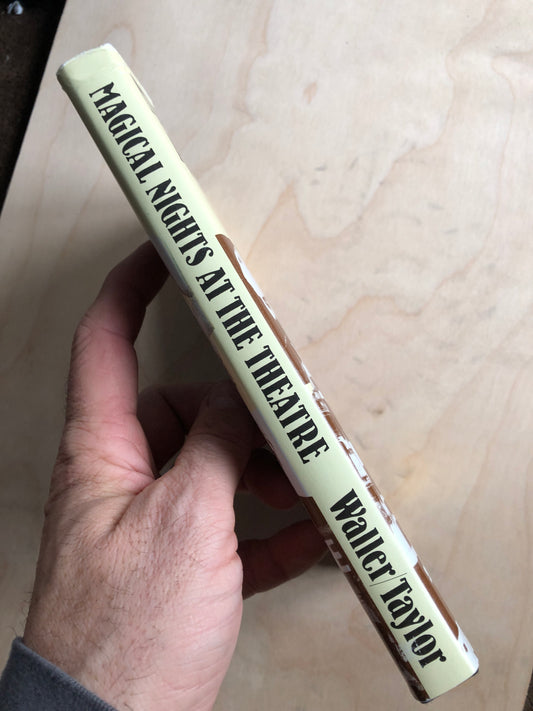 MAGICAL NIGHTS AT THE THEATRE
Waller/Taylor